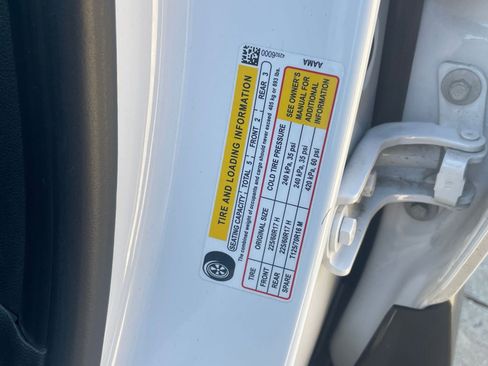 TIRE AND LOADING INFORMATION
SEATING CAPACITY TOTAL 5 FRONT 2 REAR 3
The combined weight of occupants and cargo should never exceed 405 kg or 893 lbs.
TIRE ORIGINAL SIZE COLD TIRE PRESSURE
FRONT 225/60R17 H 240 kPa, 35 psi
REAR 225/60R17 H 240 kPa, 35 psi
SPARE T125/70R16 M 420 kPa, 60 psi
SEE OWNER'S
MANUAL FOR
ADDITIONAL
INFORMATION
AAMA